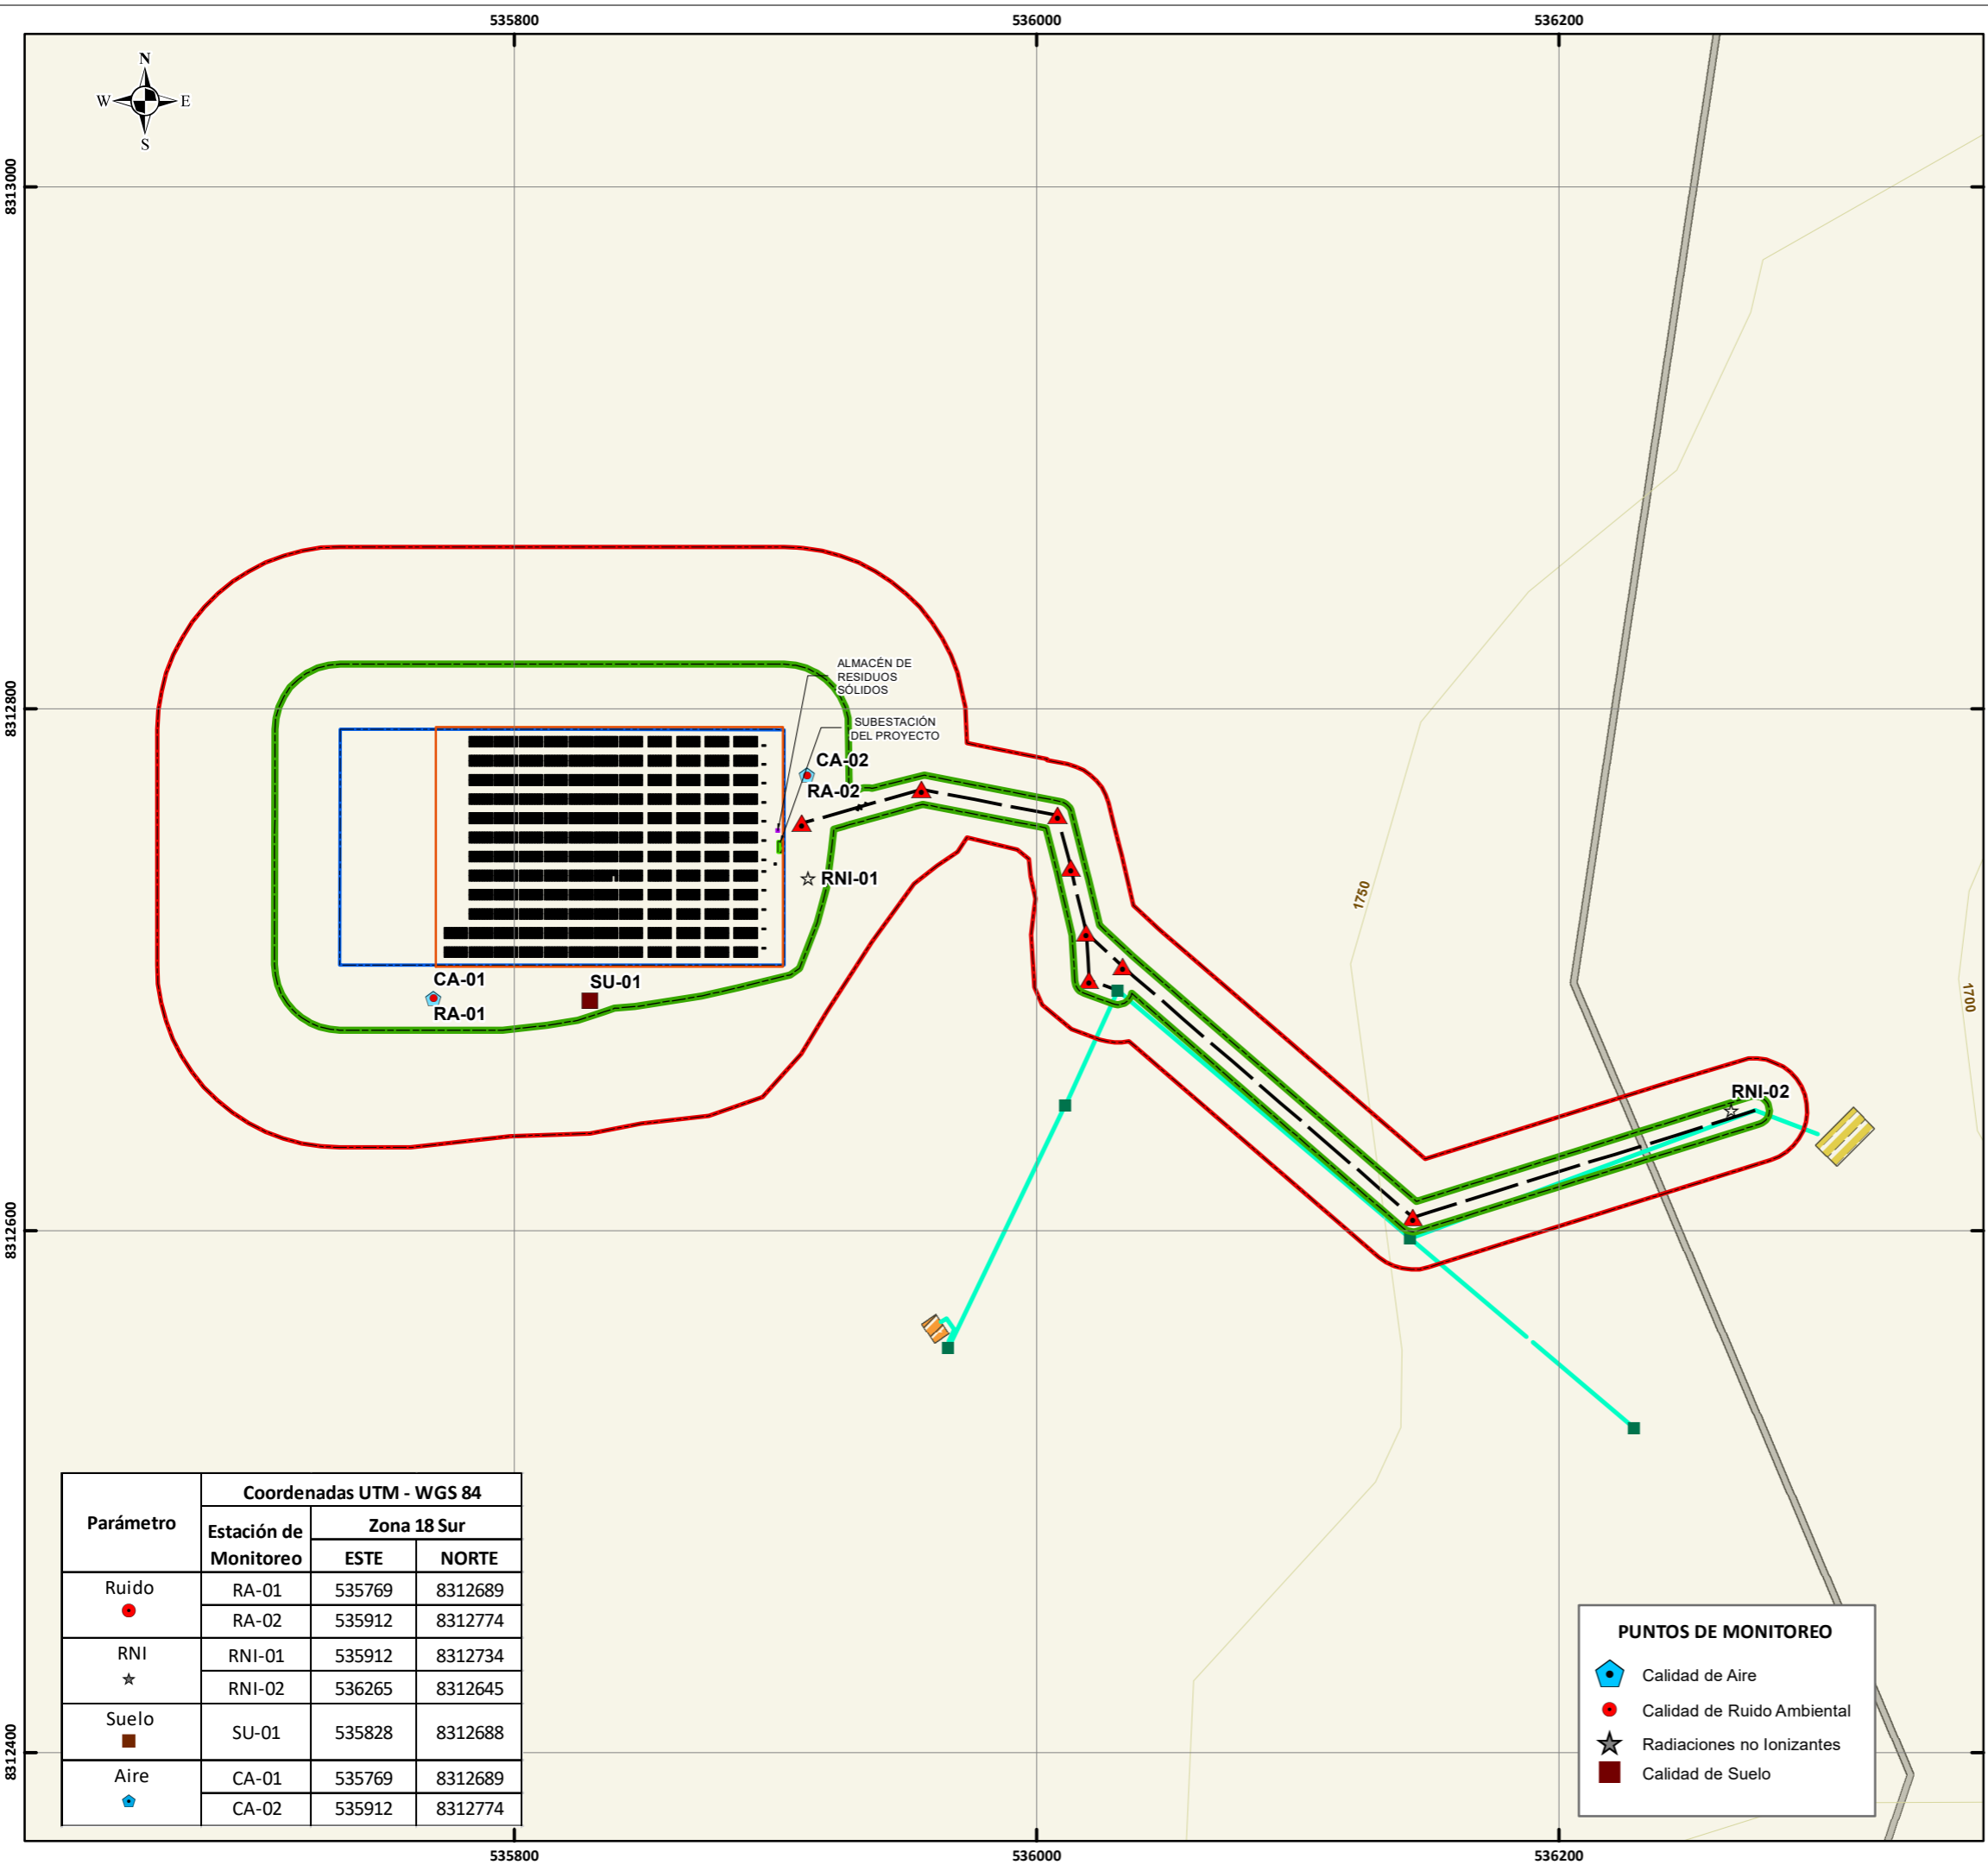 535800
536000
536200
N
W E
S
8313000
8312800
8312600
8312400
ALMACÉN DE
RESIDUOS
SÓLIDOS
SUBESTACIÓN
DEL PROYECTO
CA-02
RA-02
RNI-01
CA-01
RA-01
SU-01
1750
1700
RNI-02
Parámetro
Coordenadas UTM - WGS 84
Estación de
Monitoreo
Zona 18 Sur
ESTE NORTE
Ruido
RA-01 535769 8312689
RA-02 535912 8312774
RNI
RNI-01 535912 8312734
RNI-02 536265 8312645
Suelo
SU-01 535828 8312688
Aire
CA-01 535769 8312689
CA-02 535912 8312774
PUNTOS DE MONITOREO
Calidad de Aire
Calidad de Ruido Ambiental
Radiaciones no Ionizantes
Calidad de Suelo
535800
536000
536200